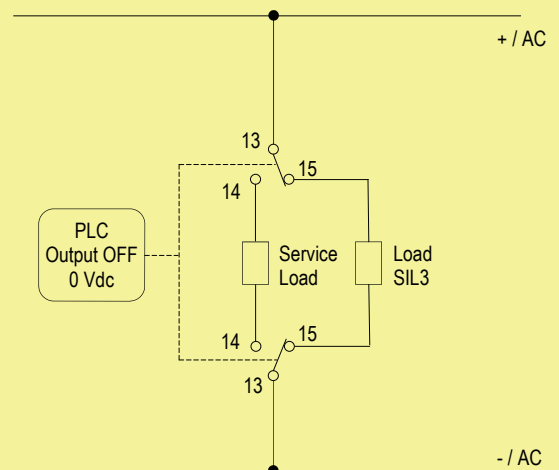 + / AC
13
15
14
PLC
Output OFF
0 Vdc
Service
Load
Load
SIL3
14
15
13
- / AC